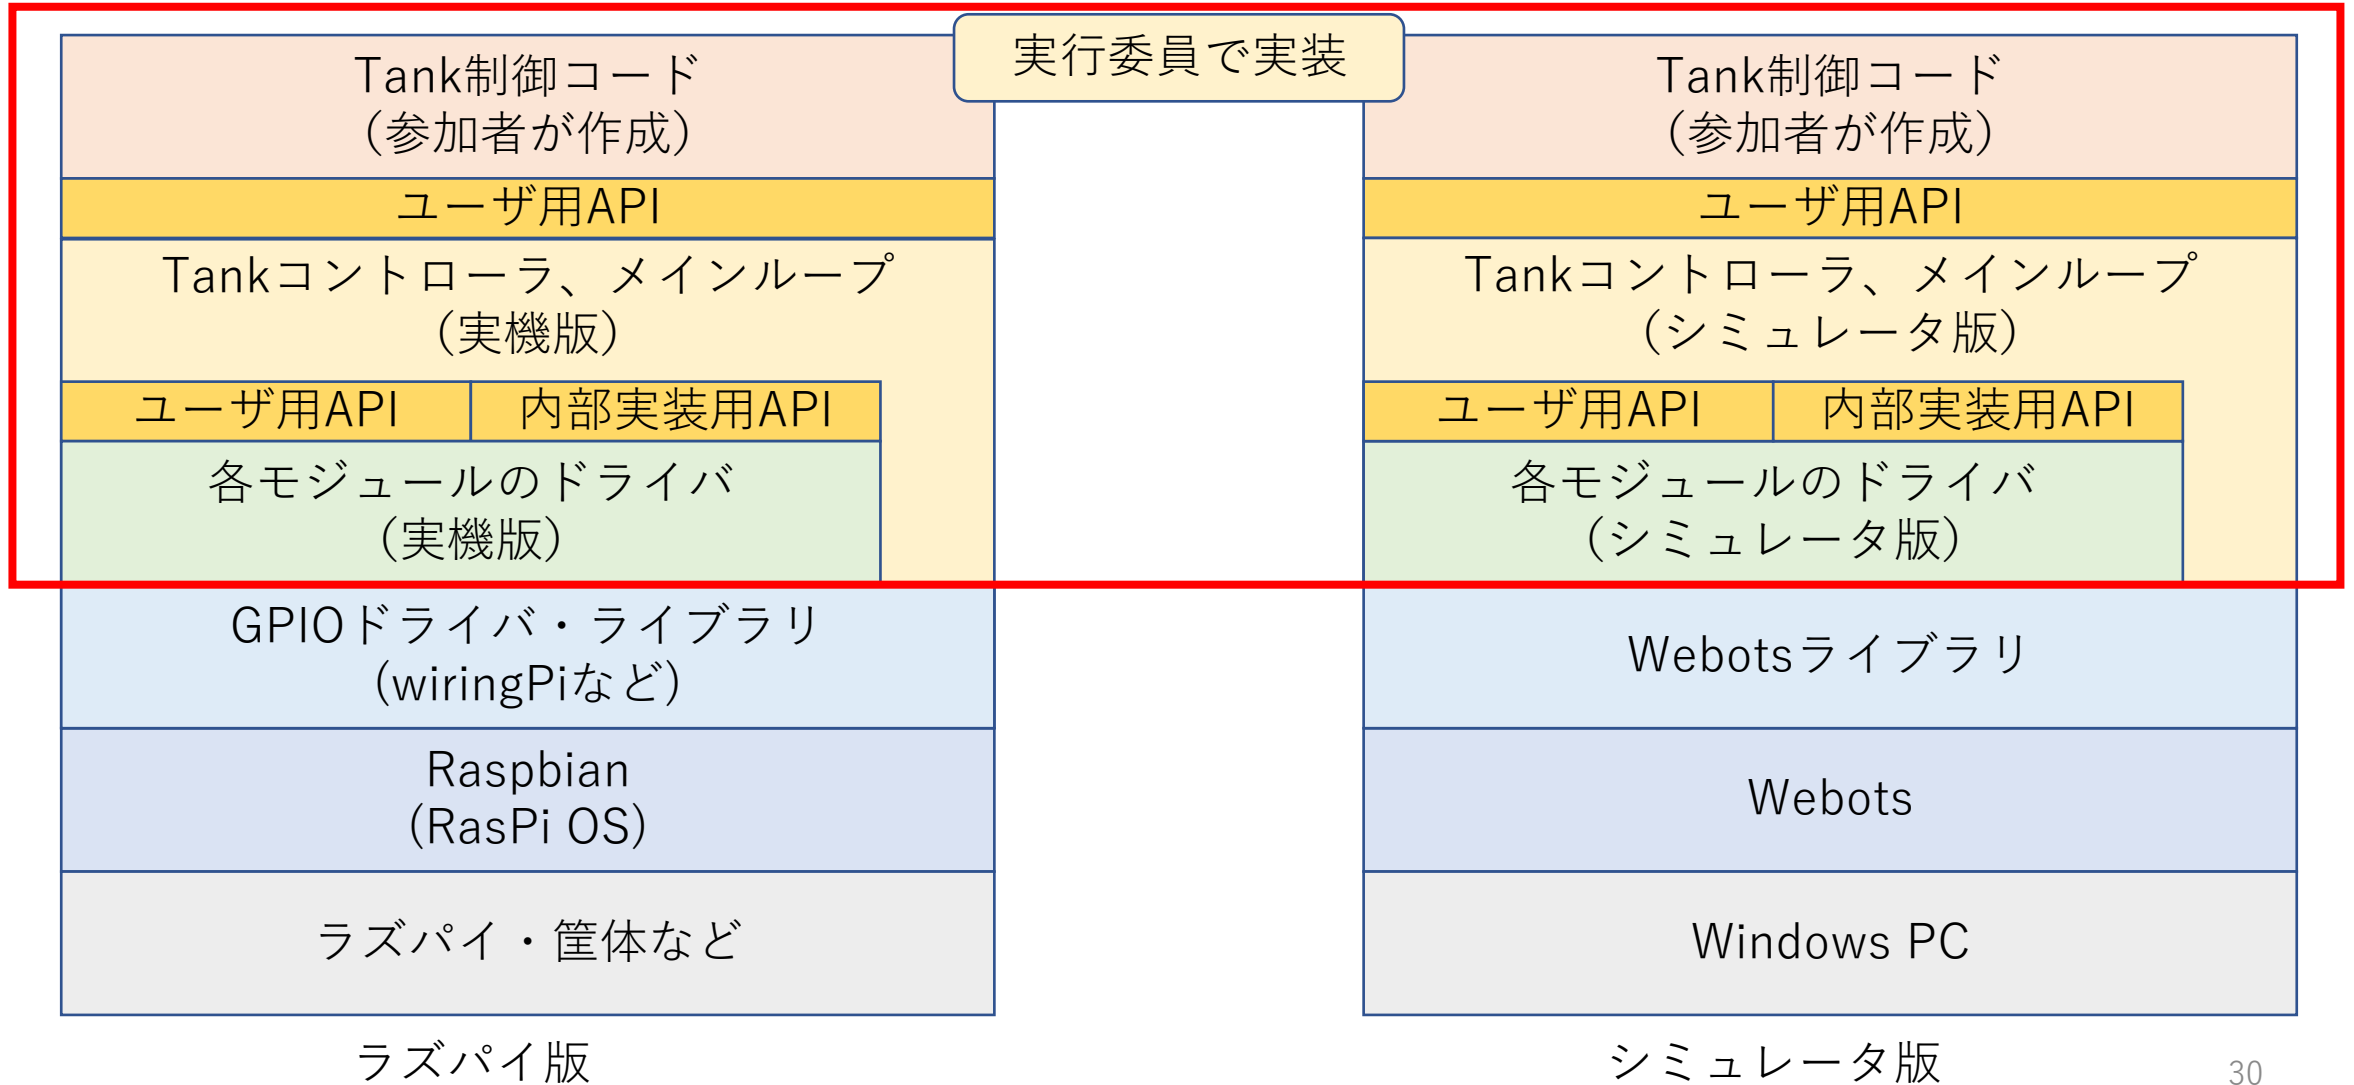 実行委員で実装
Tank制御コード
（参加者が作成）
ユーザ用API
Tankコントローラ、メインループ
（実機版）
ユーザ用API
内部実装用API
各モジュールのドライバ
（実機版）
GPIOドライバ・ライブラリ
(wiringPiなど)
Raspbian
(RasPi OS)
ラズパイ・筐体など
ラズパイ版
Tank制御コード
（参加者が作成）
ユーザ用API
Tankコントローラ、メインループ
（シミュレータ版）
ユーザ用API
内部実装用API
各モジュールのドライバ
（シミュレータ版）
Webotsライブラリ
Webots
Windows PC
シミュレータ版
30